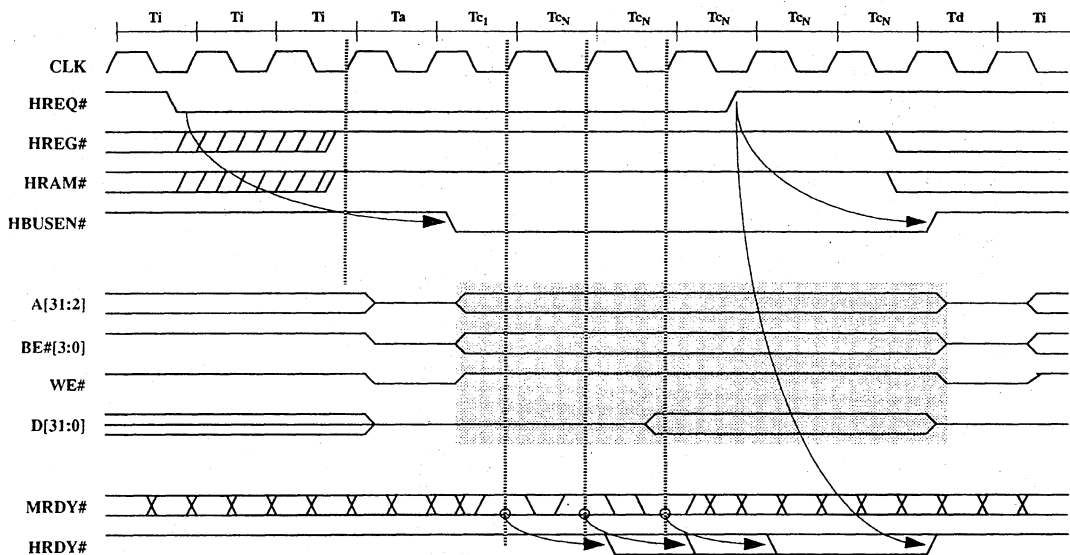 Ti Ti Ti Ta Tc1 TcN TcN TcN TcN TcN Td Ti
CLK
HREQ#
HREG#
HRAM#
HBUSEN#
A[31:2]
BE#[3:0]
WE#
D[31:0]
MRDY#
HRDY#